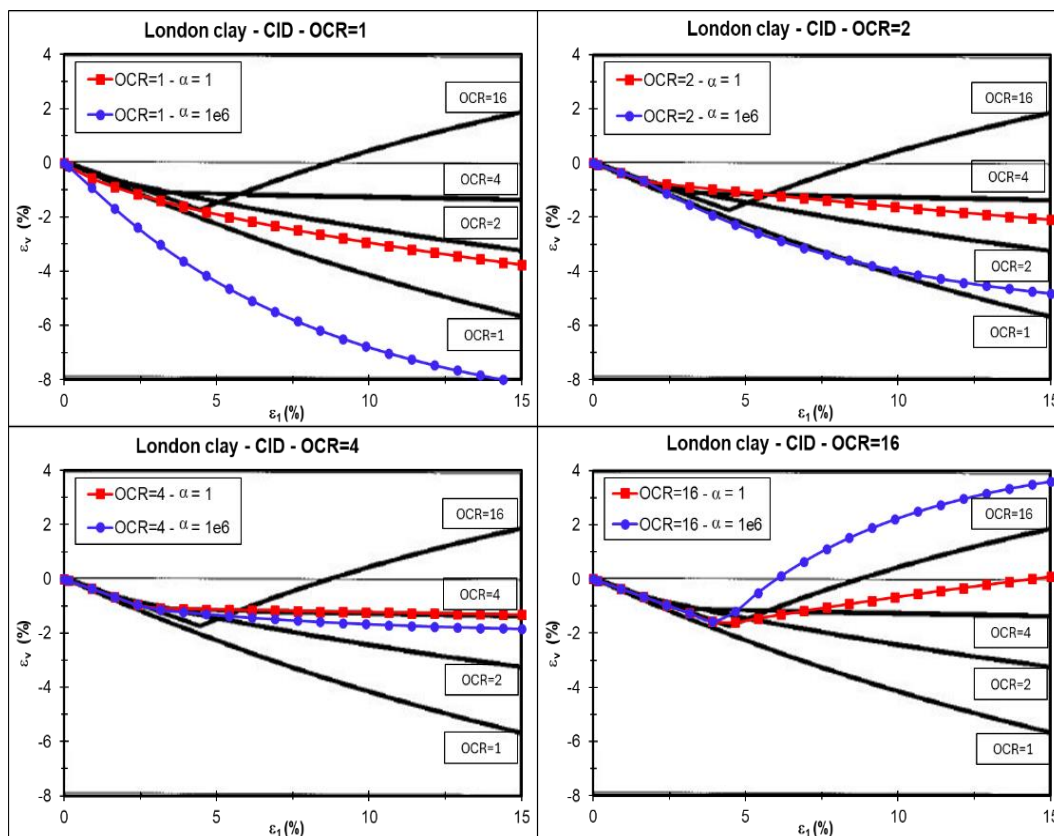 London clay - CID - OCR=1
OCR=1 - α = 1
OCR=1 - α = 1e6
OCR=16
OCR=4
OCR=2
OCR=1
4
2
0
-2
-4
-6
-8
εv (%)
0
5
10
15
ε1(%)
London clay - CID - OCR=2
OCR=2 - α = 1
OCR=2 - α = 1e6
OCR=16
OCR=4
OCR=2
OCR=1
4
2
0
-2
-4
-6
-8
εv (%)
0
5
10
15
ε1(%)
London clay - CID - OCR=4
OCR=4 - α = 1
OCR=4 - α = 1e6
OCR=16
OCR=4
OCR=2
OCR=1
4
2
0
-2
-4
-6
-8
εv (%)
0
5
10
15
ε1(%)
London clay - CID - OCR=16
OCR=16 - α = 1
OCR=16 - α = 1e6
OCR=16
OCR=4
OCR=2
OCR=1
4
2
0
-2
-4
-6
-8
εv (%)
0
5
10
15
ε1(%)